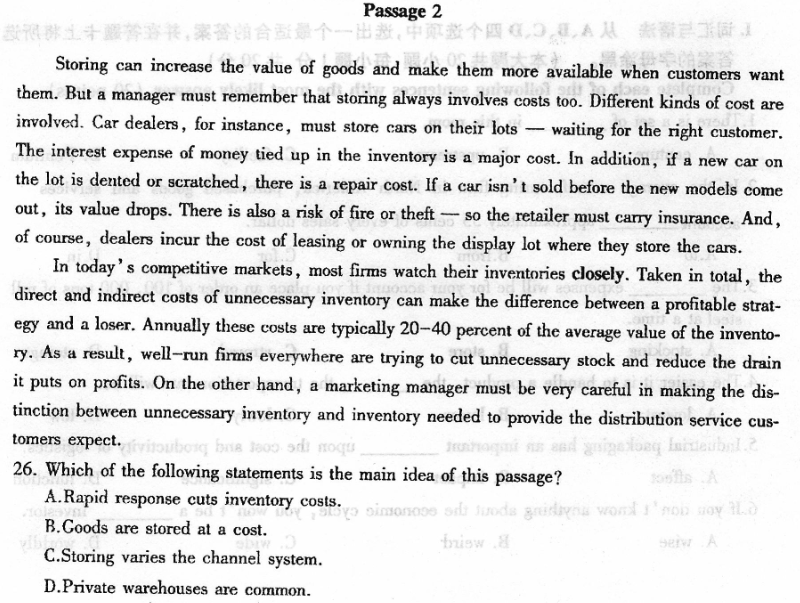 Passage 2
Storing can increase the value of goods and make them more available when customers want
them. But a manager must remember that storing always involves costs too. Different kinds of cost are
involved. Car dealers, for instance, must store cars on their lots — waiting for the right customer.
The interest expense of money tied up in the inventory is a major cost. In addition, if a new car on
the lot is dented or scratched, there is a repair cost. If a car isn't sold before the new models come
out, its value drops. There is also a risk of fire or theft — so the retailer must carry insurance. And,
of course, dealers incur the cost of leasing or owning the display lot where they store the cars.
In today's competitive markets, most firms watch their inventories closely. Taken in total, the
direct and indirect costs of unnecessary inventory can make the difference between a profitable strat-
egy and a loser. Annually these costs are typically 20-40 percent of the average value of the invento-
ry. As a result, well-run firms everywhere are trying to cut unnecessary stock and reduce the drain
it puts on profits. On the other hand, a marketing manager must be very careful in making the dis-
tinction between unnecessary inventory and inventory needed to provide the distribution service cus-
tomers expect.
26. Which of the following statements is the main idea of this passage?
A.Rapid response cuts inventory costs.
B.Goods are stored at a cost.
C.Storing varies the channel system.
D.Private warehouses are common.